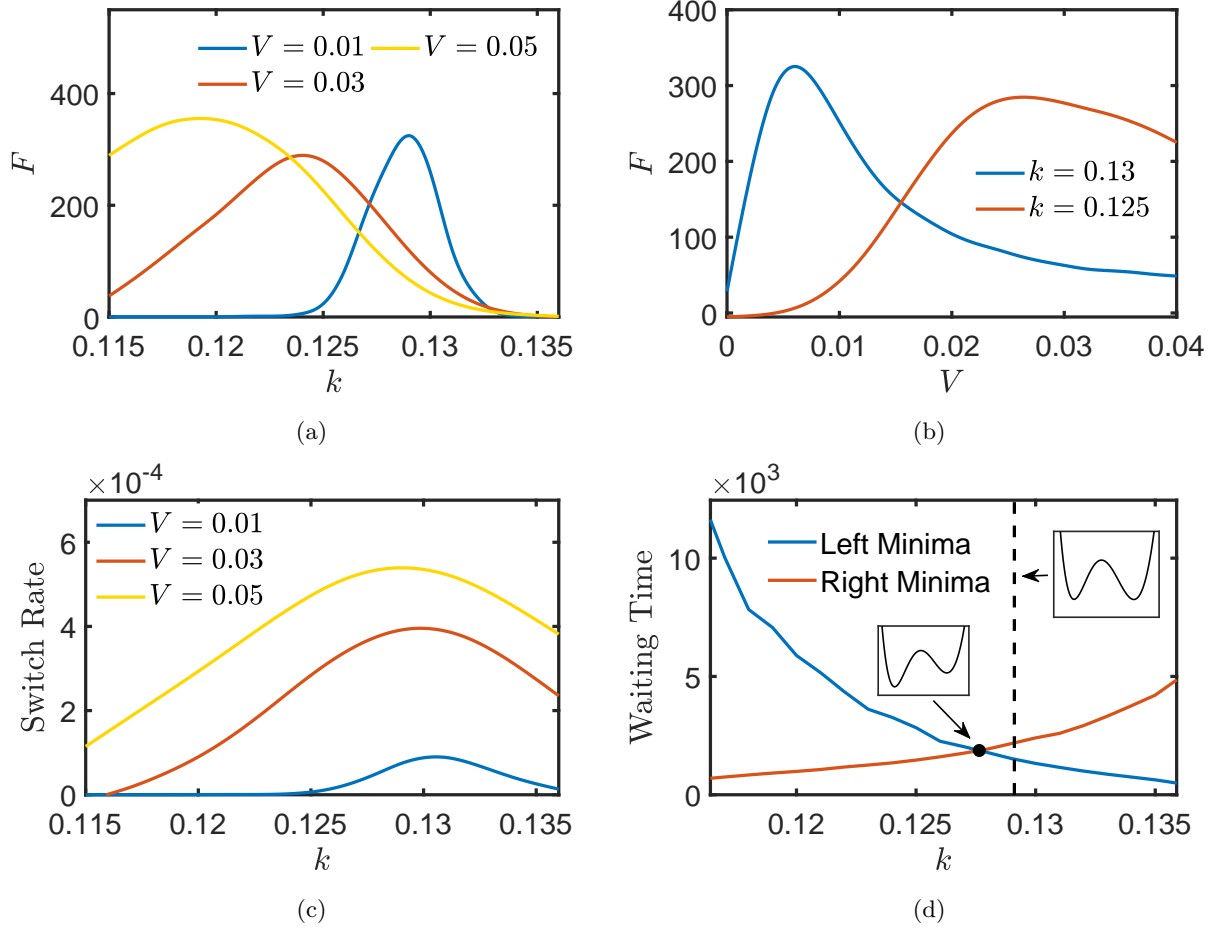 V = 0.01
V = 0.05
V = 0.03
400
200
0
F
0.115
0.12
0.125
0.13
0.135
k
(a)
400
300
200
100
0
F
k = 0.13
k = 0.125
0
0.01
0.02
0.03
0.04
V
(b)
×10⁻⁴
V = 0.01
V = 0.03
V = 0.05
6
4
2
0
Switch Rate
0.115
0.12
0.125
0.13
0.135
k
(c)
×10³
Left Minima
Right Minima
10
5
0
Waiting Time
0.12
0.125
0.13
0.135
k
(d)